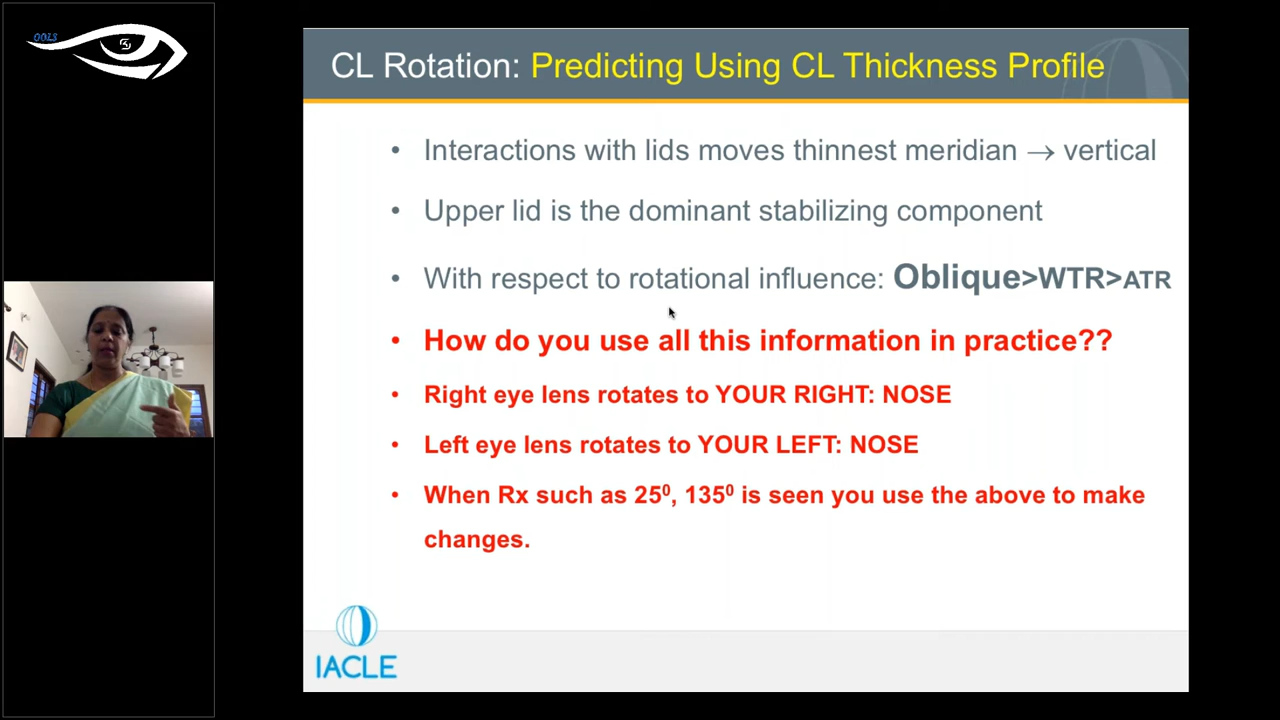 OOLS
CL Rotation: Predicting Using CL Thickness Profile
• Interactions with lids moves thinnest meridian → vertical
• Upper lid is the dominant stabilizing component
• With respect to rotational influence: Oblique>WTR>ATR
• How do you use all this information in practice??
• Right eye lens rotates to YOUR RIGHT: NOSE
• Left eye lens rotates to YOUR LEFT: NOSE
• When Rx such as 25⁰, 135⁰ is seen you use the above to make
changes.
IACLE